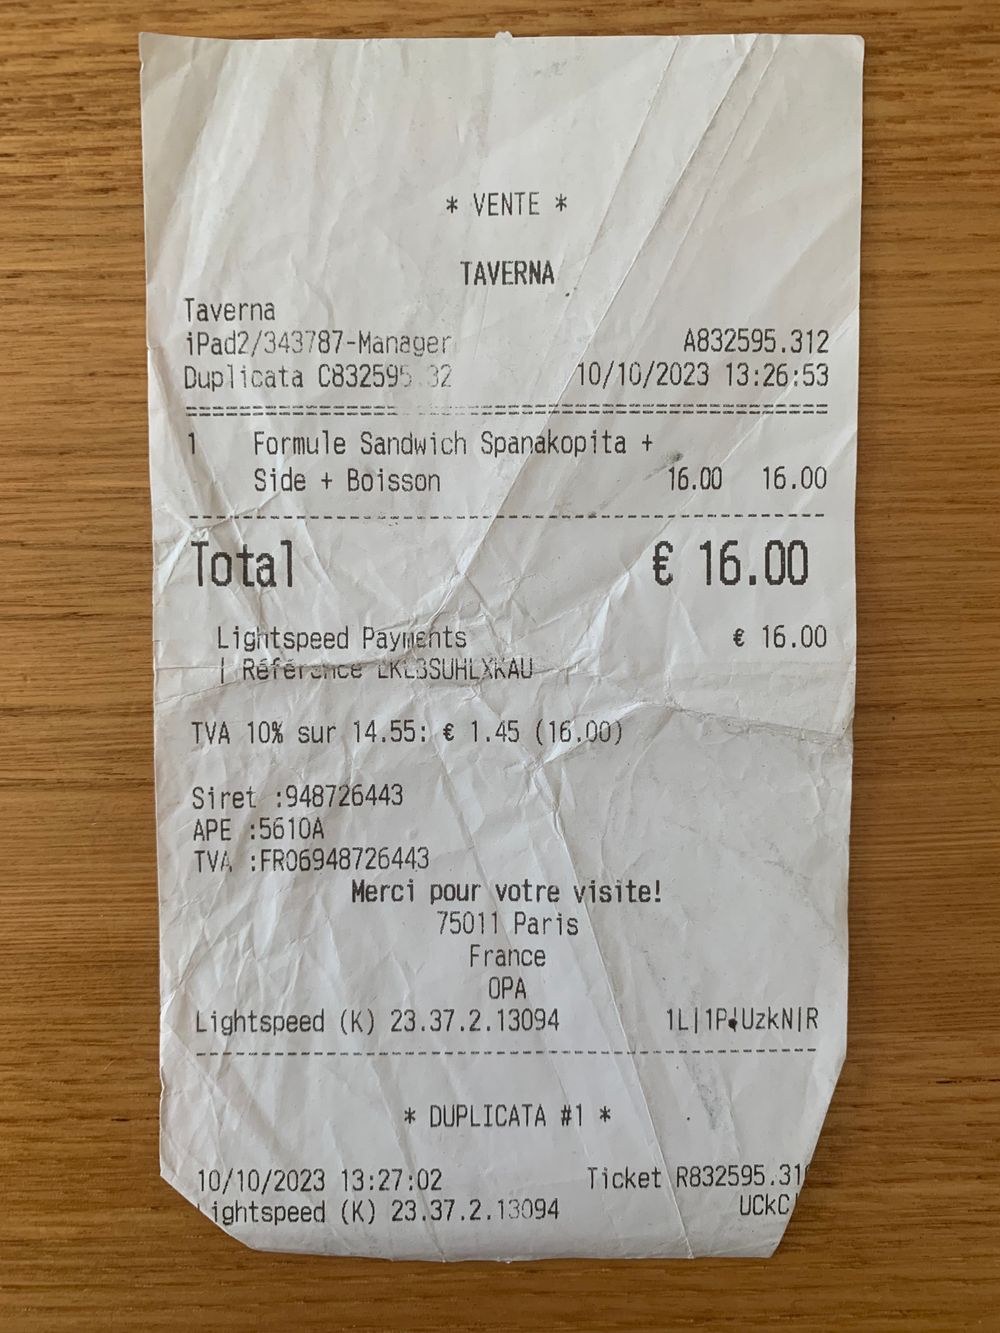 * VENTE *
TAVERNA
Taverna
iPad2/343787-Manager A832595.312
Duplicata 10/10/2023 13:26:53
1 Formule Sandwich Spanakopita +
Side + Boisson 16.00 16.00
Total € 16.00
Lightspeed Payments € 16.00
| Référence
TVA 10% sur 14.55: € 1.45 (16.00)
Siret :948726443
APE :5610A
TVA :FR06948726443
Merci pour votre visite!
75011 Paris
France
OPA
Lightspeed (K) 23.37.2.13094
* DUPLICATA #1 *
10/10/2023 13:27:02 Ticket
Lightspeed (K) 23.37.2.13094